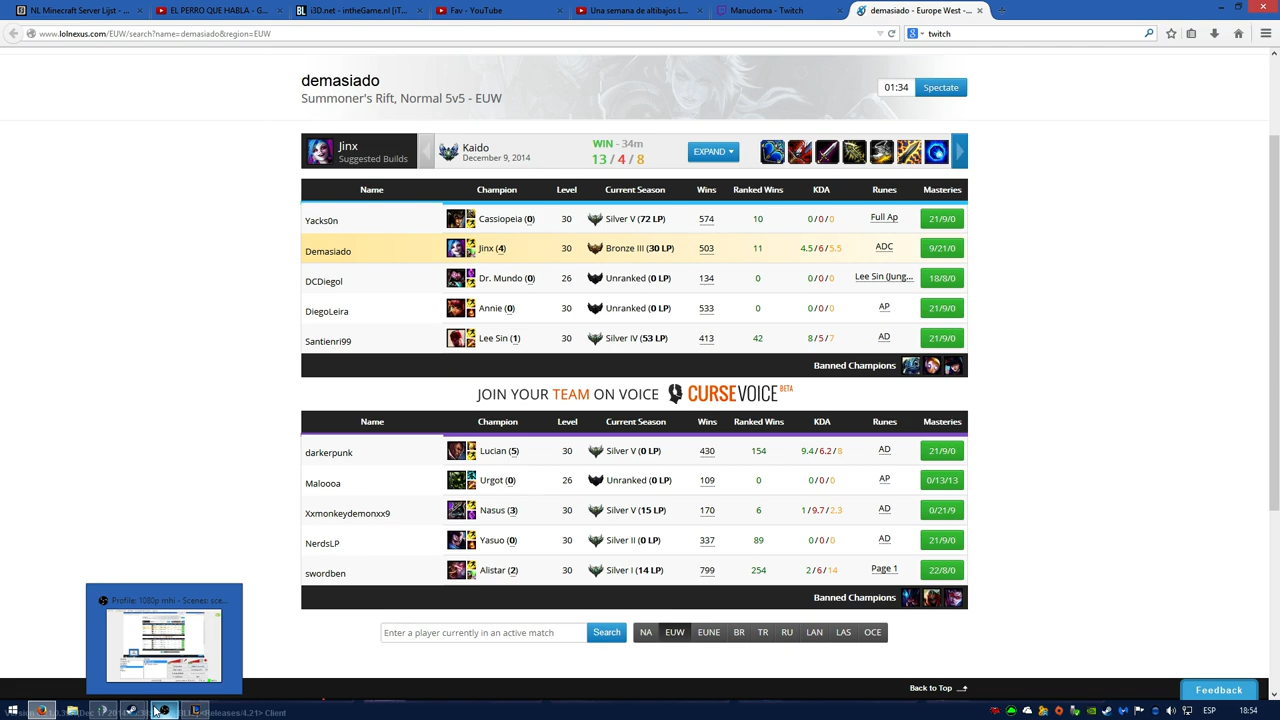 NL Minecraft Server Lijst -...
EL PERRO QUE HABLA - G...
i3D.net - intheGame.nl [iT...
Fav - YouTube
Una semana de altibajos L...
Manudoma - Twitch
demasiado - Europe West -...
www.lolnexus.com/EUW/search?name=demasiado&region=EUW
twitch
demasiado
Summoner's Rift, Normal 5v5 - EUW
01:34 Spectate
Jinx
Suggested Builds
Kaido
December 9, 2014
WIN - 34m
13 / 4 / 8
EXPAND
Name Champion Level Current Season Wins Ranked Wins KDA Runes Masteries
Yacks0n Cassiopeia (0) 30 Silver V (72 LP) 574 10 0/0/0 Full Ap 21/9/0
Demasiado Jinx (4) 30 Bronze III (30 LP) 503 11 4.5/6/5.5 ADC 9/21/0
DCDiegol Dr. Mundo (0) 26 Unranked (0 LP) 134 0 0/0/0 Lee Sin (Jung... 18/8/0
DiegoLeira Annie (0) 30 Unranked (0 LP) 533 0 0/0/0 AP 21/9/0
Santienri99 Lee Sin (1) 30 Silver IV (53 LP) 413 42 8/5/7 AD 21/9/0
Banned Champions
JOIN YOUR TEAM ON VOICE CURSEVOICE BETA
Name Champion Level Current Season Wins Ranked Wins KDA Runes Masteries
darkerpunk Lucian (5) 30 Silver V (0 LP) 430 154 9.4/6.2/8 AD 21/9/0
Maloooa Urgot (0) 26 Unranked (0 LP) 109 0 0/0/0 AP 0/13/13
Xxmonkeydemonxx9 Nasus (3) 30 Silver V (15 LP) 170 6 1/9.7/2.3 AD 0/21/9
NerdsLP Yasuo (0) 30 Silver II (0 LP) 337 89 0/0/0 AD 21/9/0
swordben Alistar (2) 30 Silver I (14 LP) 799 254 2/6/14 Page 1 22/8/0
Banned Champions
Profile: 1080p mhi - Scenes: sce...
Enter a player currently in an active match Search NA EUW EUNE BR TR RU LAN LAS OCE
Back to Top
Feedback
ESP 18:54